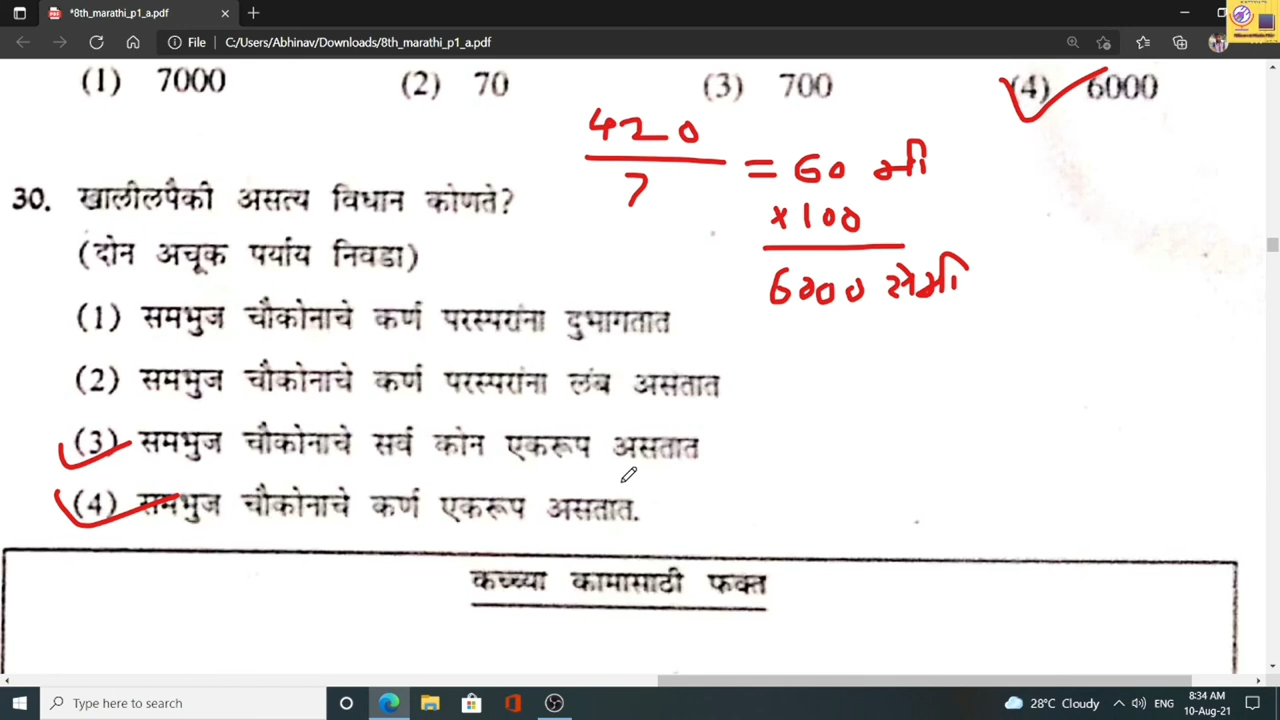 *8th_marathi_p1_a.pdf
File C:/Users/Abhinav/Downloads/8th_marathi_p1_a.pdf
(1) 7000 (2) 70 (3) 700 (4) 6000
420
7
= 60 मी
×100
6000 सेमी
30. खालीलपैकी असत्य विधान कोणते?
(दोन अचूक पर्याय निवडा)
(1) समभुज चौकोनाचे कर्ण परस्परांना दुभागतात
(2) समभुज चौकोनाचे कर्ण परस्परांना लंब असतात
(3) समभुज चौकोनाचे सर्व कोन एकरूप असतात
(4) समभुज चौकोनाचे कर्ण एकरूप असतात.
कच्च्या कामासाठी फक्त
Type here to search
28°C Cloudy
ENG
8:34 AM
10-Aug-21